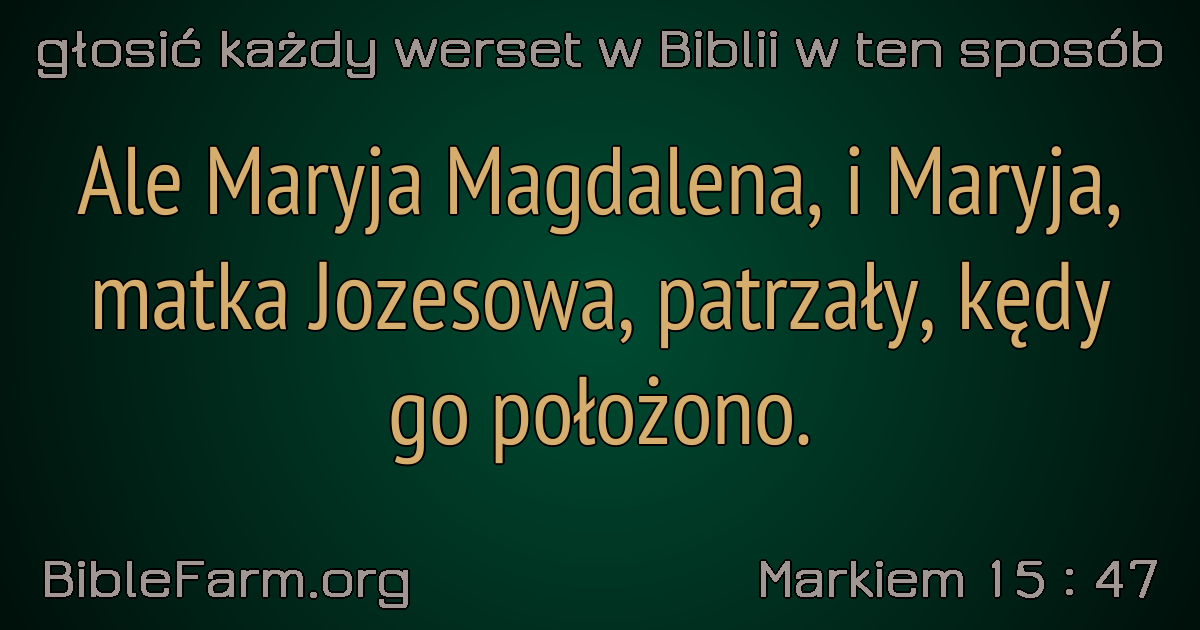 głosić każdy werset w Biblii w ten sposób
Ale Maryja Magdalena, i Maryja,
matka Jozesowa, patrzały, kędy
go położono.
BibleFarm.org
Markiem 15 : 47